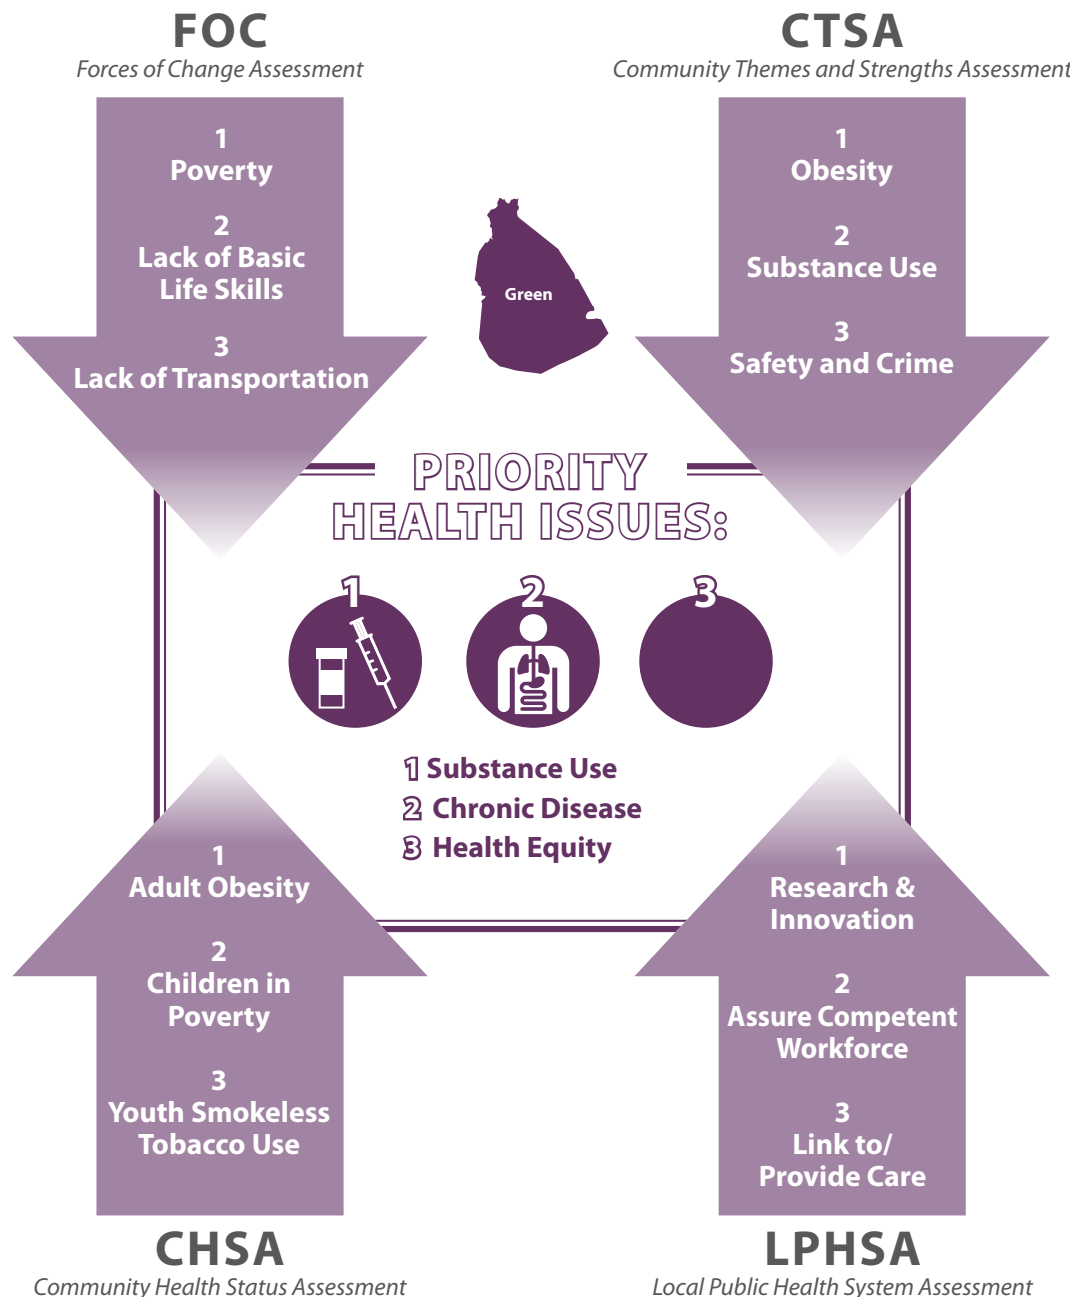 FOC
Forces of Change Assessment
1
Poverty
2
Lack of Basic
Life Skills
3
Lack of Transportation
CTSA
Community Themes and Strengths Assessment
1
Obesity
2
Substance Use
3
Safety and Crime
Green
PRIORITY
HEALTH ISSUES:
1
2
3
1 Substance Use
2 Chronic Disease
3 Health Equity
1
Adult Obesity
2
Children in
Poverty
3
Youth Smokeless
Tobacco Use
CHSA
Community Health Status Assessment
1
Research &
Innovation
2
Assure Competent
Workforce
3
Link to/
Provide Care
LPHSA
Local Public Health System Assessment